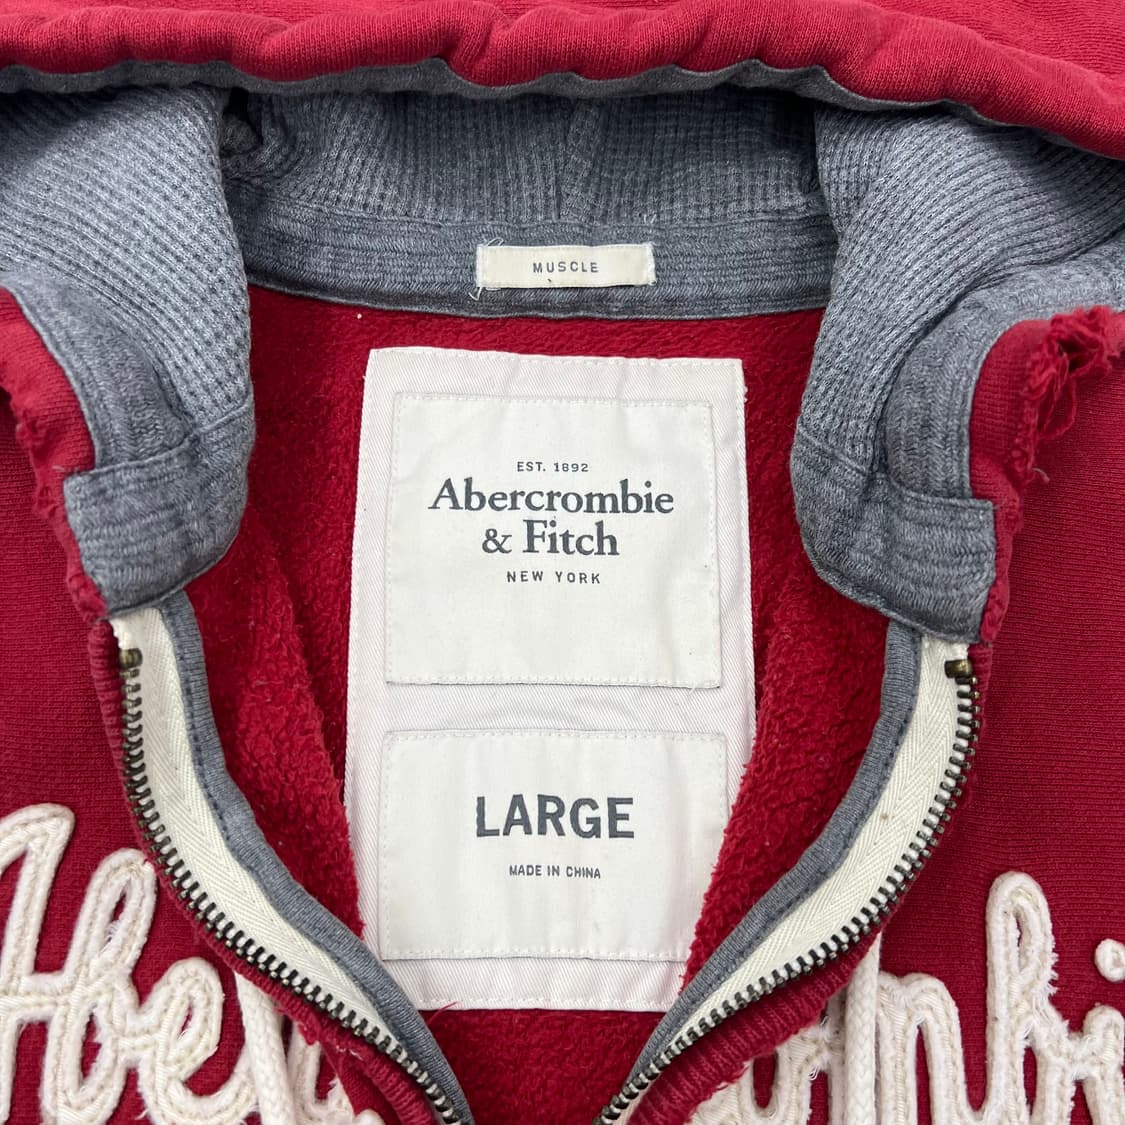 MUSCLE
EST. 1892
Abercrombie
& Fitch
NEW YORK
LARGE
MADE IN CHINA